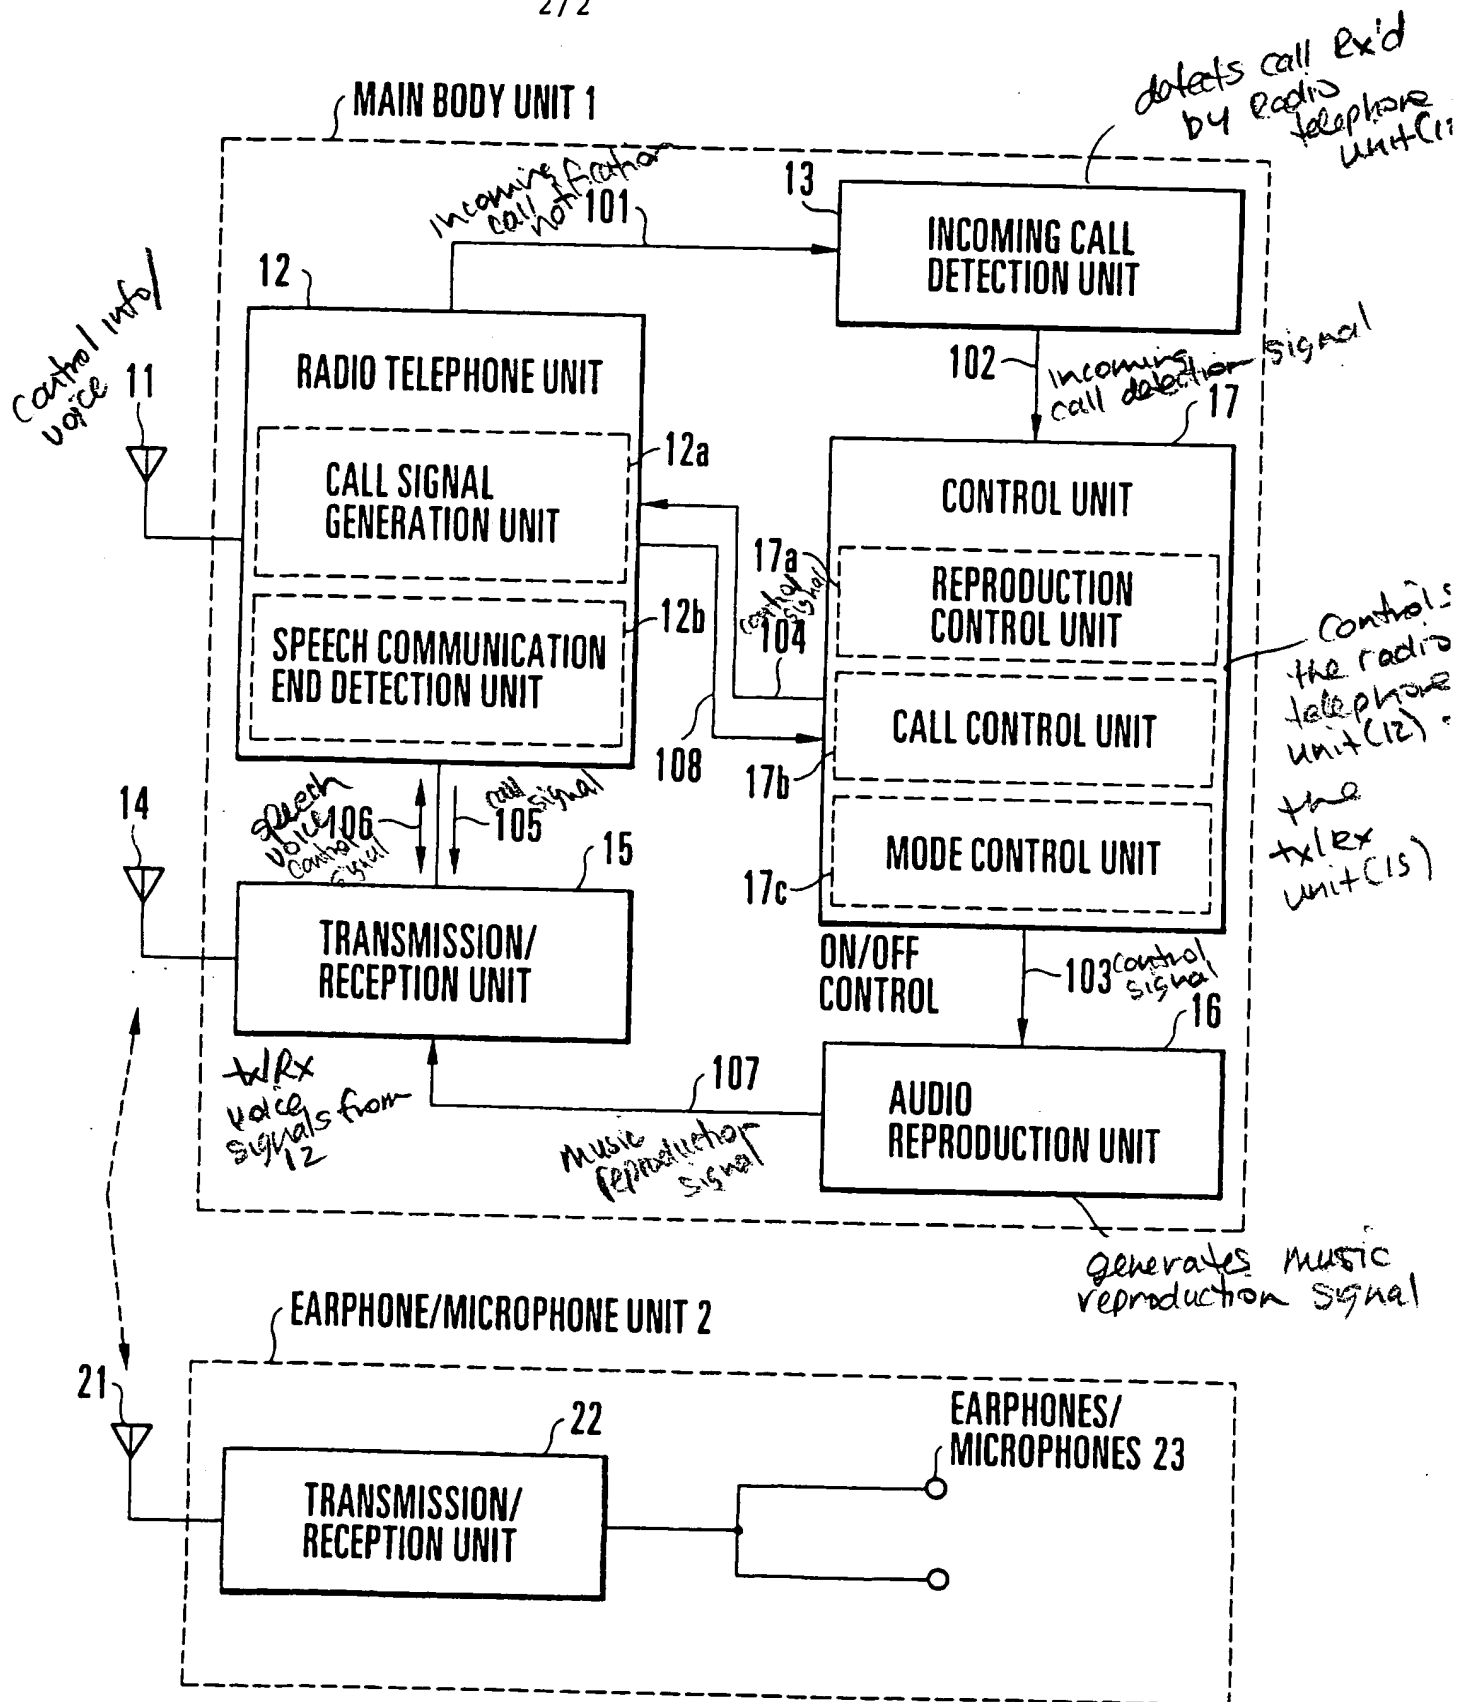 2/2
MAIN BODY UNIT 1
detects call Rx'd
by Radio
telephone
unit(1
Incoming
call
notification
101
13
INCOMING CALL
DETECTION UNIT
12
RADIO TELEPHONE UNIT
control info/
voice
11
102
incoming
call detection signal
17
CALL SIGNAL
GENERATION UNIT
12a
CONTROL UNIT
17a
REPRODUCTION
CONTROL UNIT
control
signal
104
SPEECH COMMUNICATION
END DETECTION UNIT
12b
CALL CONTROL UNIT
17b
108
controls
the radio
telephone
unit(12)
the
tx/Rx
unit(15)
MODE CONTROL UNIT
17c
speech
voice
control
signal
106
105
call
signal
14
15
TRANSMISSION/
RECEPTION UNIT
ON/OFF
CONTROL
103
control
signal
16
AUDIO
REPRODUCTION UNIT
tx/Rx
voice
signals from
12
107
music
reproduction
signal
generates music
reproduction signal
EARPHONE/MICROPHONE UNIT 2
21
22
TRANSMISSION/
RECEPTION UNIT
EARPHONES/
MICROPHONES 23